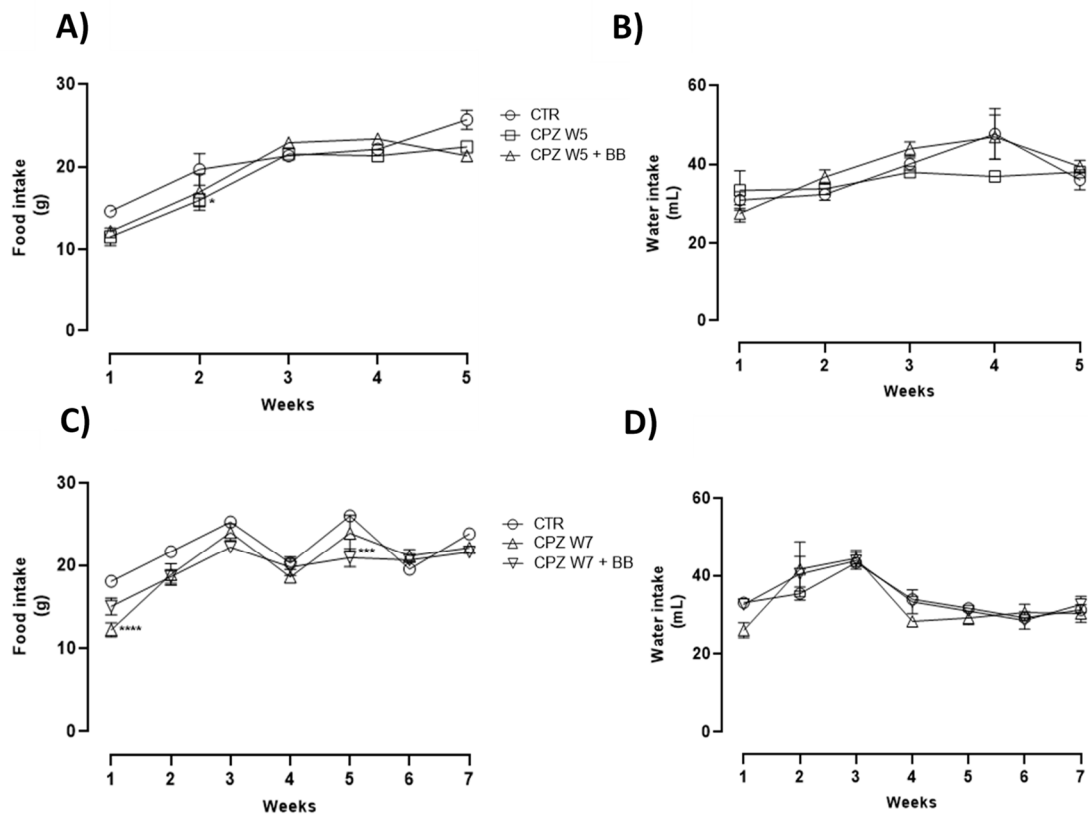 A)
30
20
10
0
Food intake
(g)
1 2 3 4 5
Weeks
*
CTR
CPZ W5
CPZ W5 + BB
B)
60
40
20
0
Water intake
(mL)
1 2 3 4 5
Weeks
C)
30
20
10
0
Food intake
(g)
1 2 3 4 5 6 7
Weeks
****
***
CTR
CPZ W7
CPZ W7 + BB
D)
60
40
20
0
Water intake
(mL)
1 2 3 4 5 6 7
Weeks